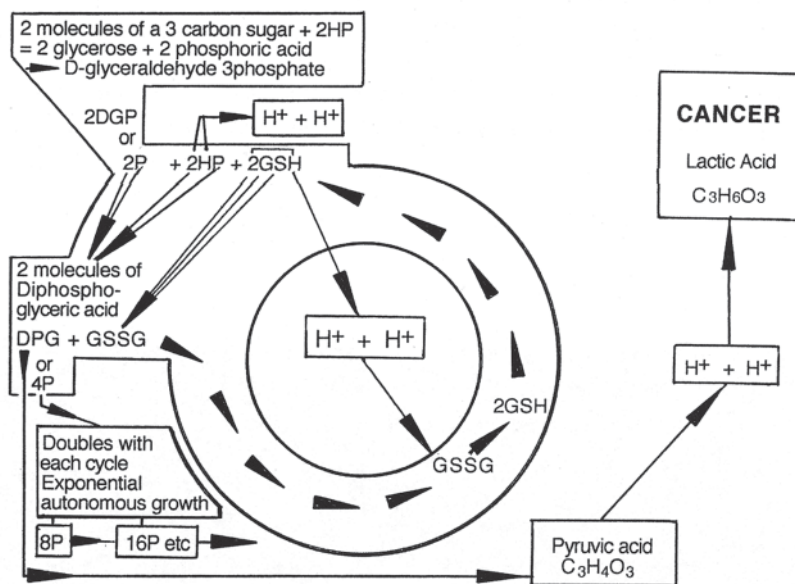 2 molecules of a 3 carbon sugar + 2HP
= 2 glycerose + 2 phosphoric acid
D-glyceraldehyde 3phosphate
2DGP
or
2P + 2HP + 2GSH
H+ + H+
2 molecules of
Diphospho-
glyceric acid
DPG + GSSG
or
4P
Doubles with
each cycle
Exponential
autonomous growth
8P
16P etc
H+ + H+
2GSH
GSSG
CANCER
Lactic Acid
C3H6O3
H+ + H+
Pyruvic acid
C3H4O3